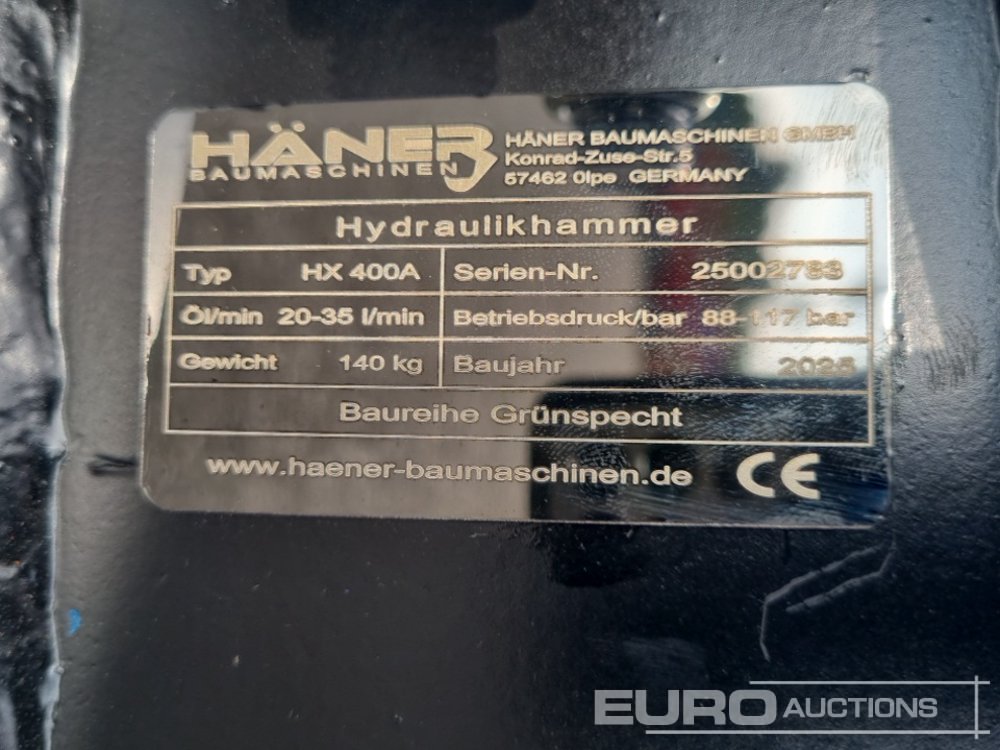 HÄNER
BAUMASCHINEN
HÄNER BAUMASCHINEN GMBH
Konrad-Zuse-Str.5
57462 Olpe GERMANY
Hydraulikhammer
Typ HX 400A
Serien-Nr. 25002783
Öl/min 20-35 l/min
Betriebsdruck/bar 88-117 bar
Gewicht 140 kg
Baujahr 2025
Baureihe Grünspecht
www.haener-baumaschinen.de CE
EURO AUCTIONS